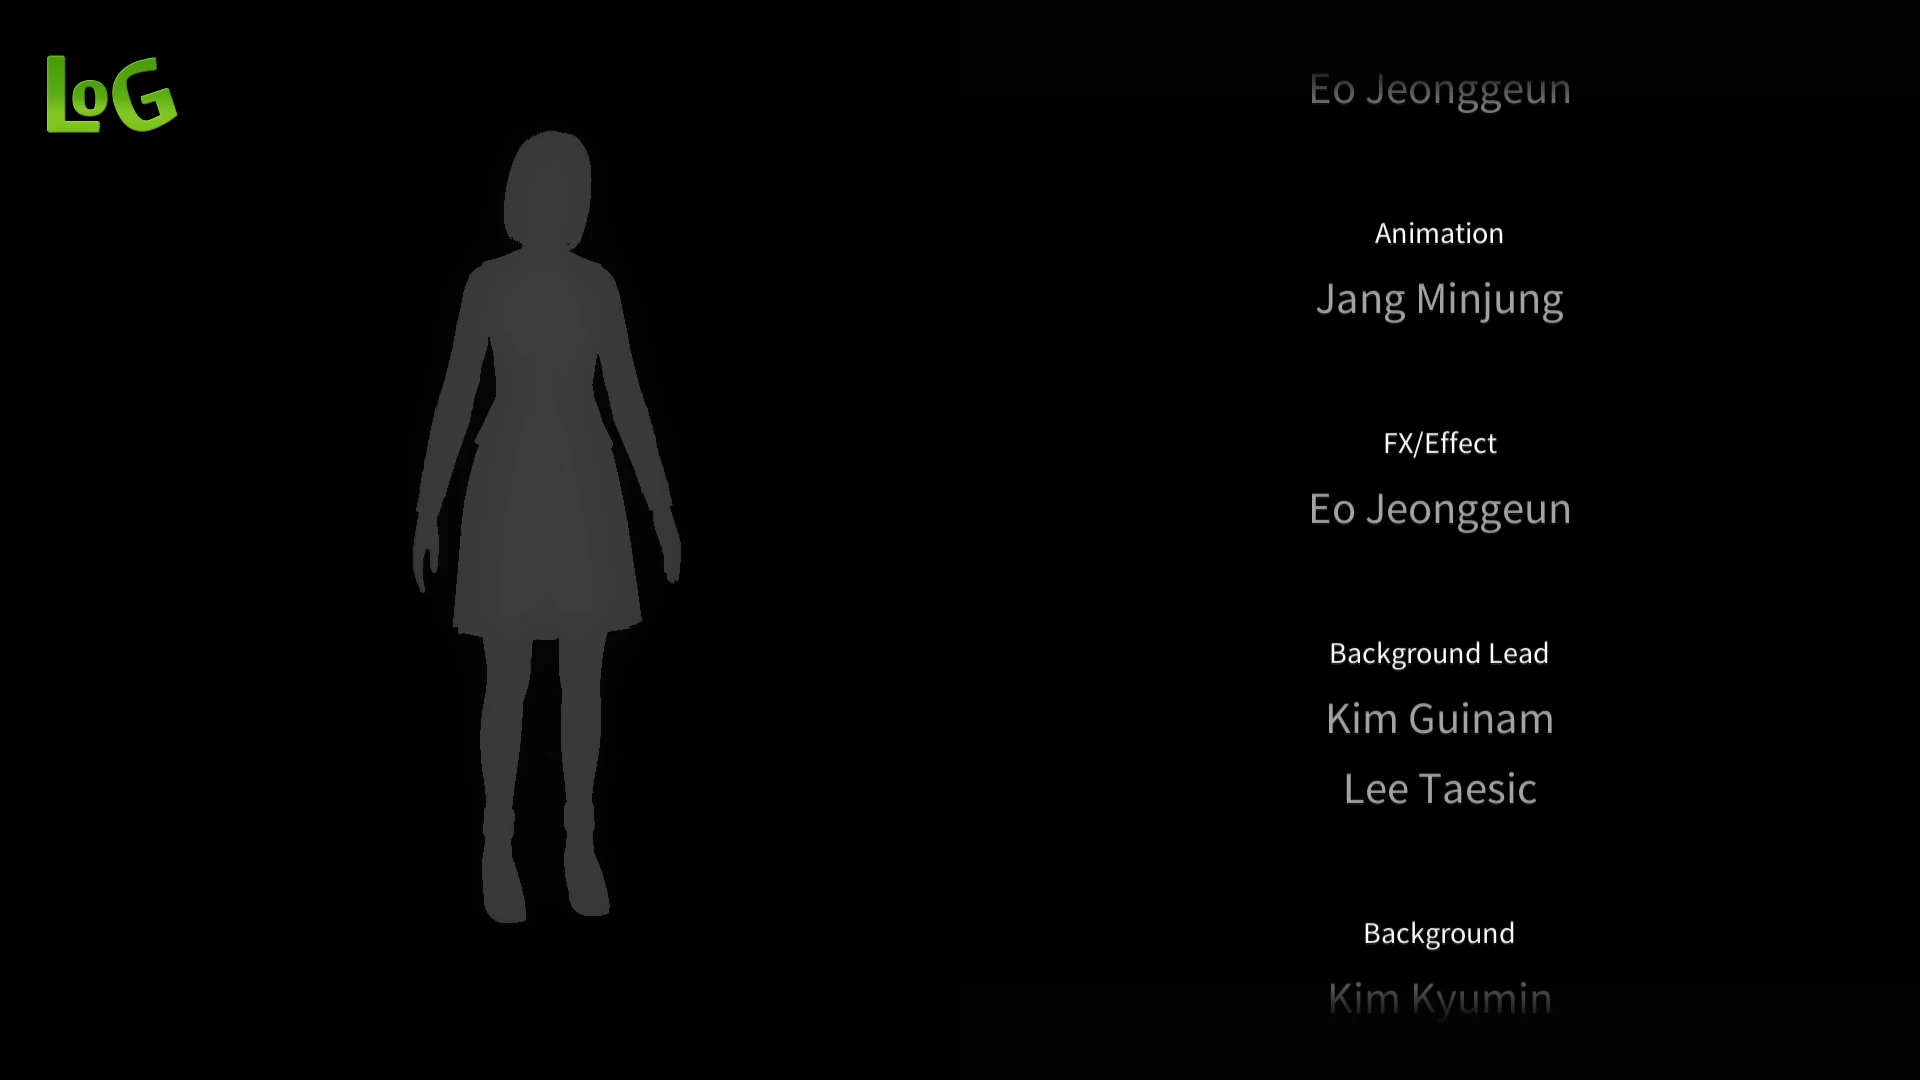 LoG
Eo Jeonggeun
Animation
Jang Minjung
FX/Effect
Eo Jeonggeun
Background Lead
Kim Guinam
Lee Taesic
Background
Kim Kyumin